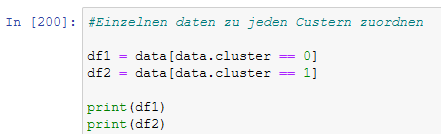 In [200]: #Einzelnen daten zu jeden Custern zuordnen
df1 = data[data.cluster == 0]
df2 = data[data.cluster == 1]
print(df1)
print(df2)